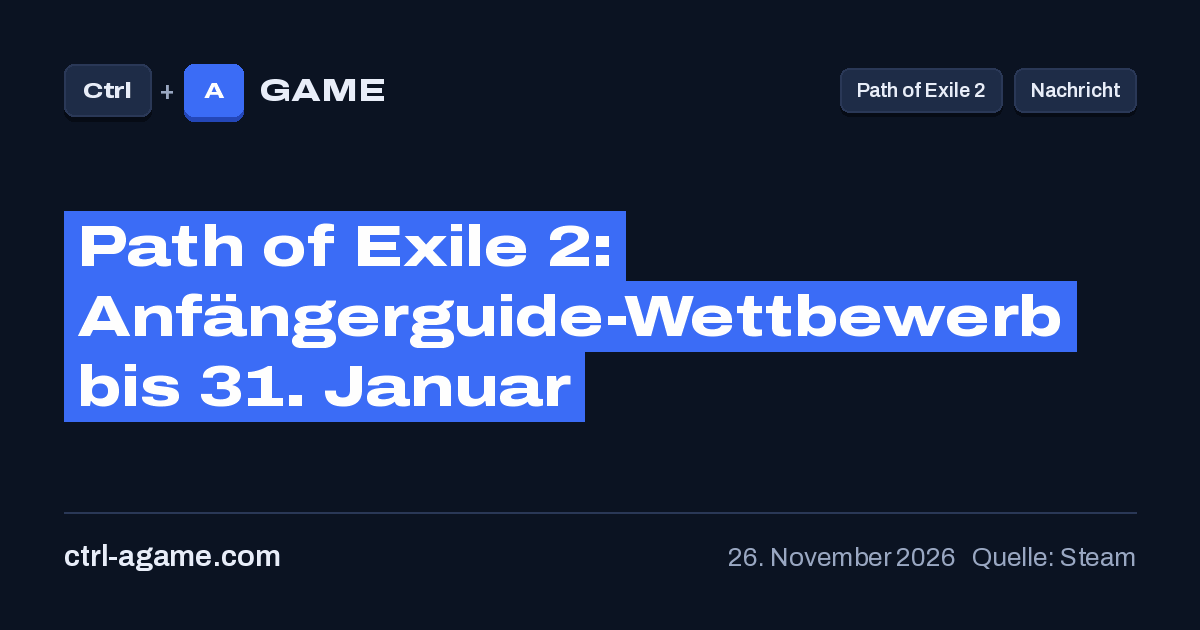 Ctrl + A GAME
Path of Exile 2 Nachricht
Path of Exile 2:
Anfängerguide-Wettbewerb
bis 31. Januar
ctrl-agame.com
26. November 2026 Quelle: Steam